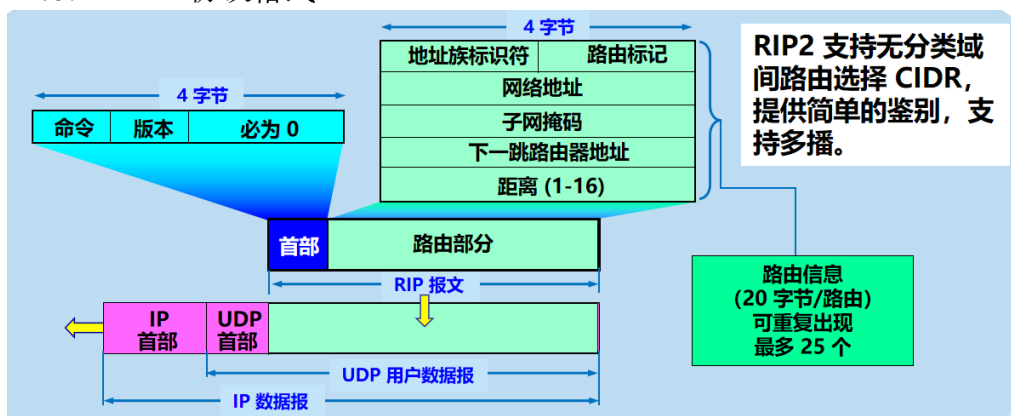 4 字节
地址族标识符 路由标记
网络地址
子网掩码
下一跳路由器地址
距离 (1-16)
RIP2 支持无分类域
间路由选择 CIDR，
提供简单的鉴别，支
持多播。
4 字节
命令 版本 必为 0
首部 路由部分
RIP 报文
路由信息
(20 字节/路由)
可重复出现
最多 25 个
IP
首部
UDP
首部
UDP 用户数据报
IP 数据报